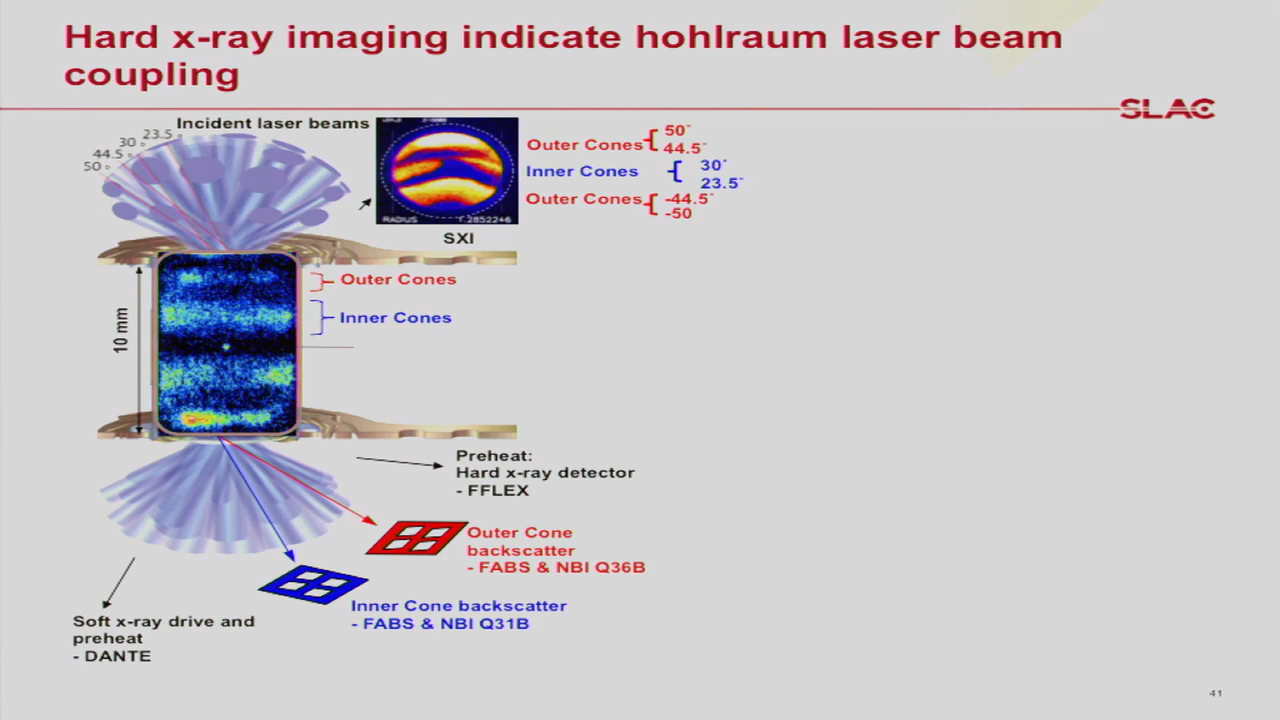 Hard x-ray imaging indicate hohlraum laser beam
coupling
SLAC
Incident laser beams
23.5 °
30 °
44.5 °
50 °
RADIUS 1.2852246
SXI
Outer Cones { 50°
44.5°
Inner Cones { 30°
23.5°
Outer Cones { -44.5°
-50
Outer Cones
Inner Cones
10 mm
Preheat:
Hard x-ray detector
- FFLEX
Outer Cone
backscatter
- FABS & NBI Q36B
Inner Cone backscatter
- FABS & NBI Q31B
Soft x-ray drive and
preheat
- DANTE
41